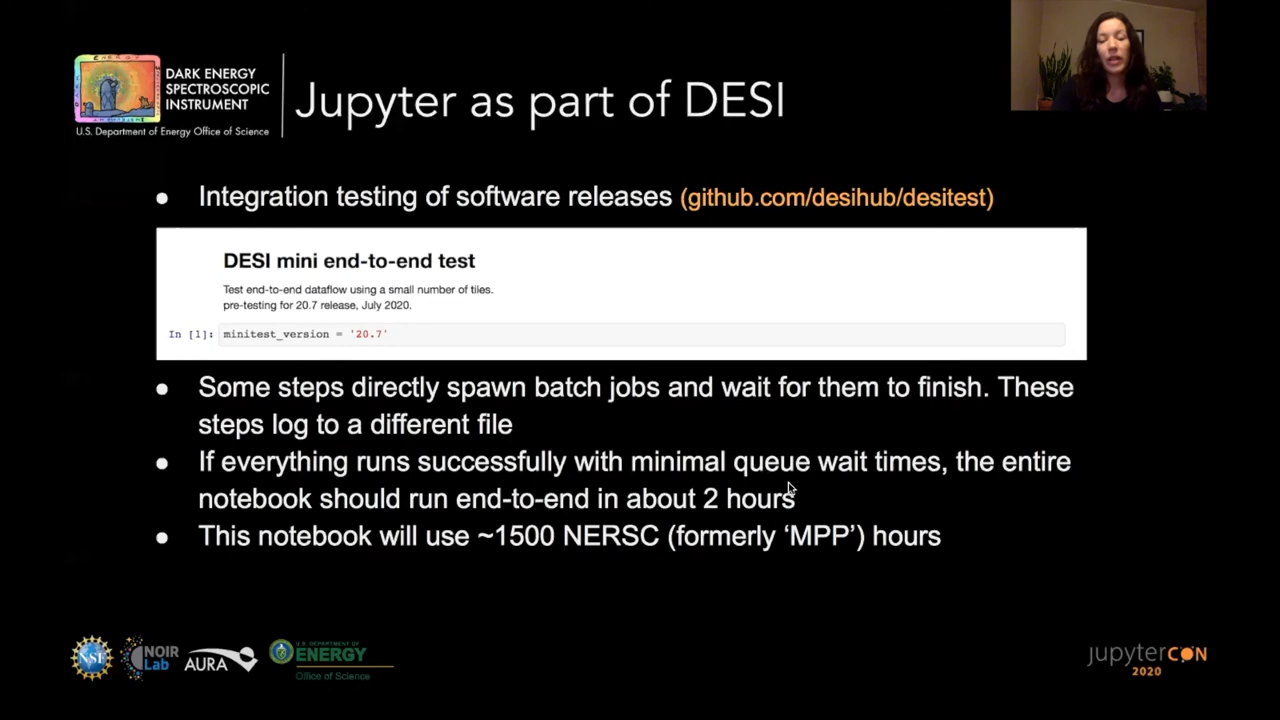 DARK ENERGY
SPECTROSCOPIC
INSTRUMENT
U.S. Department of Energy Office of Science
Jupyter as part of DESI
● Integration testing of software releases (github.com/desihub/desitest)
DESI mini end-to-end test
Test end-to-end dataflow using a small number of tiles.
pre-testing for 20.7 release, July 2020.
In [1]: minitest_version = '20.7'
● Some steps directly spawn batch jobs and wait for them to finish. These
steps log to a different file
● If everything runs successfully with minimal queue wait times, the entire
notebook should run end-to-end in about 2 hours
● This notebook will use ~1500 NERSC (formerly ‘MPP’) hours
NSF
NOIR
Lab
AURA
U.S. DEPARTMENT OF
ENERGY
Office of Science
jupytercon
2020